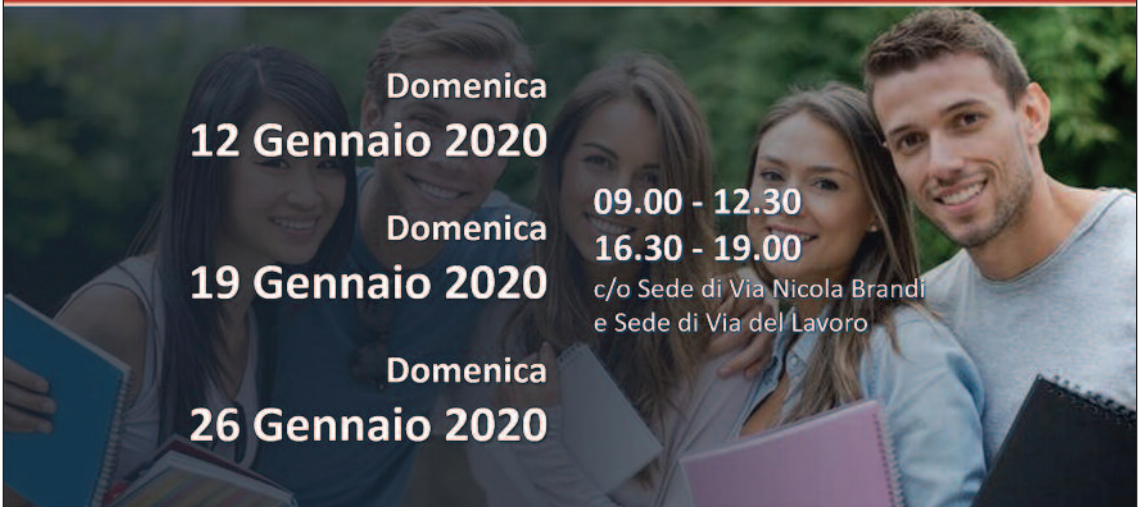 Domenica
12 Gennaio 2020
Domenica
19 Gennaio 2020
Domenica
26 Gennaio 2020
09.00 - 12.30
16.30 - 19.00
c/o Sede di Via Nicola Brandi
e Sede di Via del Lavoro